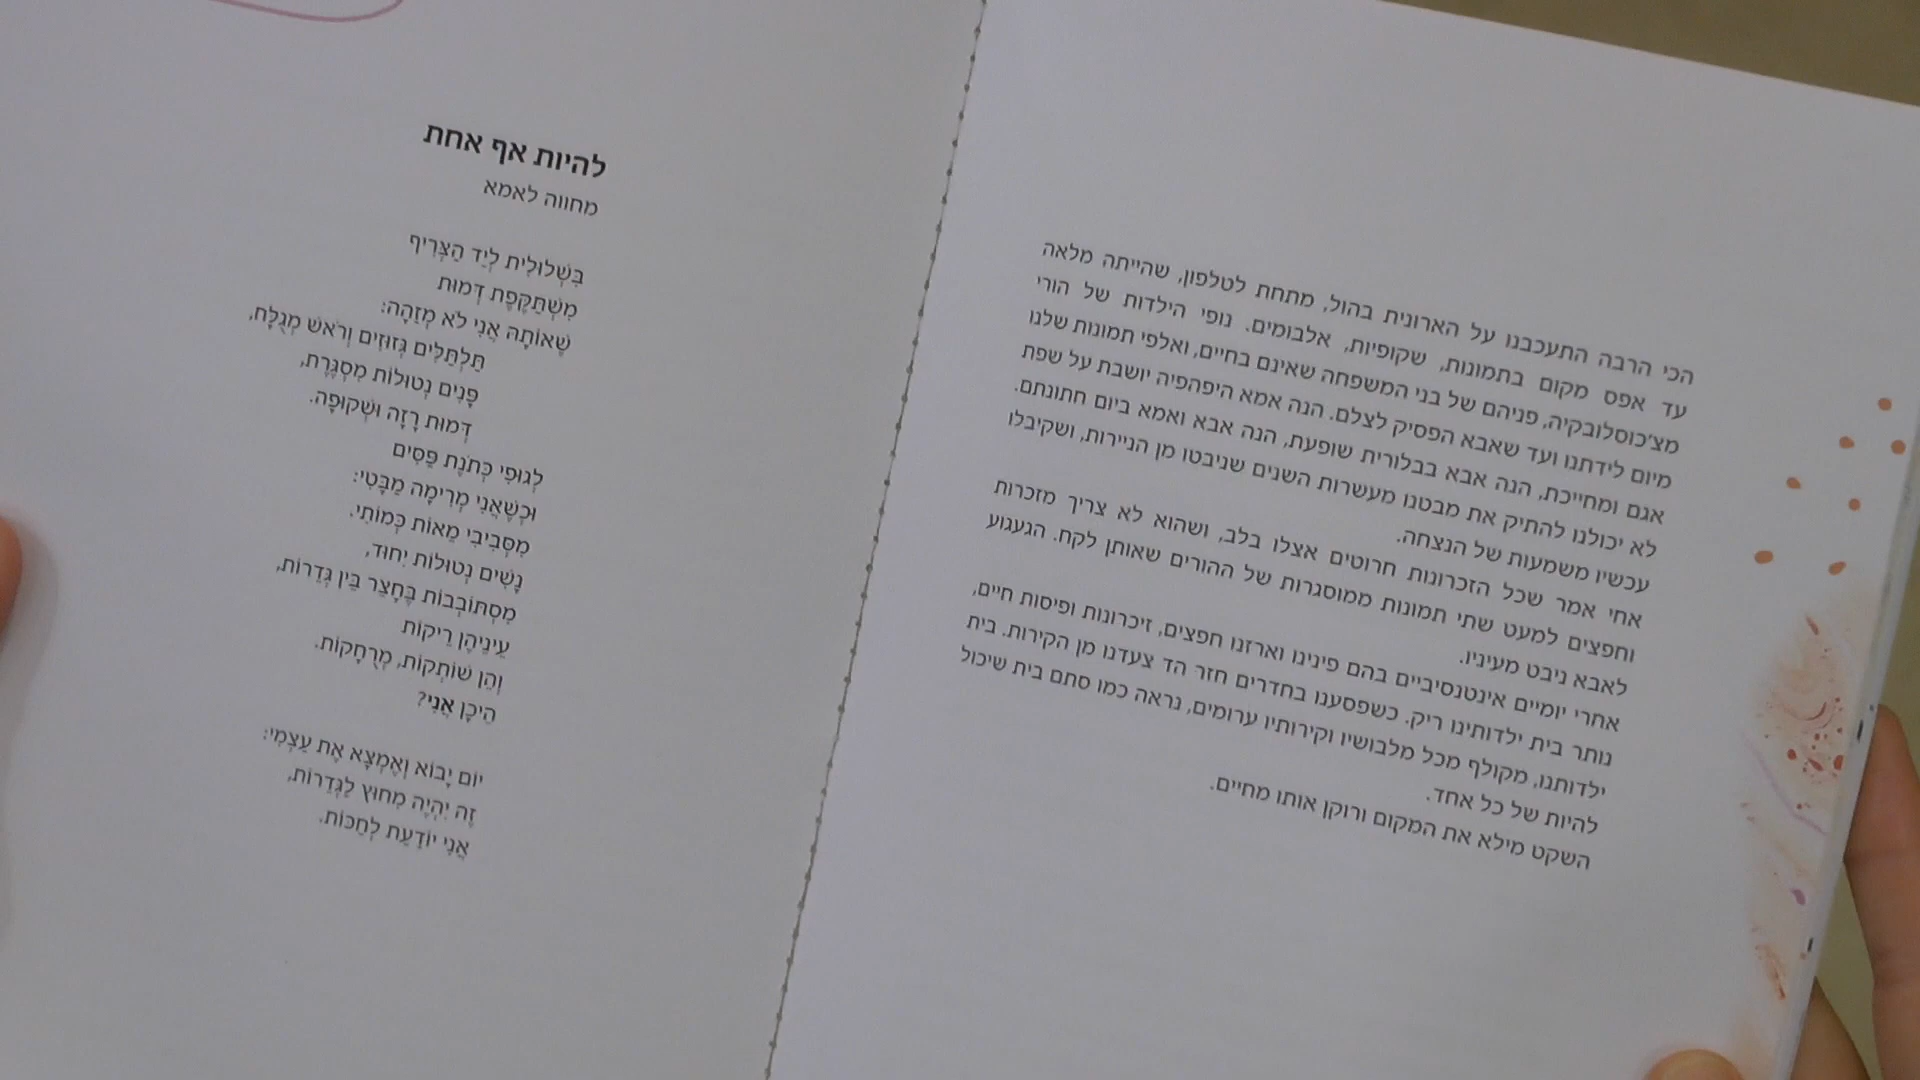 הכי הרבה התעכבנו על הארונית בהול, מתחת לטלפון, שהייתה מלאה
עד אפס מקום בתמונות, שקופיות, אלבומים. נופי הילדות של הורי
מצ'כוסלובקיה, פניהם של בני המשפחה שאינם בחיים, ואלפי תמונות שלנו
מיום לידתנו ועד שאבא הפסיק לצלם. הנה אמא היפהפיה יושבת על שפת
אגם ומחייכת, הנה אבא בבלורית שופעת, הנה אבא ואמא ביום חתונתם.
לא יכולנו להתיק את מבטנו מעשרות השנים שניבטו מן הניירות, ושקיבלו
עכשיו משמעות של הנצחה.
אחי אמר שכל הזכרונות חרוטים אצלו בלב, ושהוא לא צריך מזכרות
וחפצים למעט שתי תמונות ממוסגרות של ההורים שאותן לקח. הגעגוע
לאבא ניבט מעיניו.
אחרי יומיים אינטנסיביים בהם פינינו וארזנו חפצים, זיכרונות ופיסות חיים,
נותר בית ילדותינו ריק. כשפסענו בחדרים חזר הד צעדנו מן הקירות. בית
ילדותנו, מקולף מכל מלבושיו וקירותיו ערומים, נראה כמו סתם בית שיכול
להיות של כל אחד.
השקט מילא את המקום ורוקן אותו מחיים.
להיות אף אחת
מחווה לאמא
בִּשְׁלוּלִית לְיַד הַצְּרִיף
מִשְׁתַּקֶּפֶת דְּמוּת
שֶׁאוֹתָהּ אֲנִי לֹא מְזַהָה:
תַּלְתַּלִּים גְּזוּזִים וְרֹאשׁ מְגֻלָּח,
פָּנִים נְטוּלוֹת מִסְגֶּרֶת,
דְּמוּת רָזָה וּשְׁקוּפָה.
לְגוּפִי כְּתֹנֶת פַּסִּים
וּכְשֶׁאֲנִי מְרִימָה מַבָּטִי:
מִסְּבִיבִי מֵאוֹת כְּמוֹתִי.
נָשִׁים נְטוּלוֹת יִחוּד,
מִסְתּוֹבְבוֹת בֶּחָצֵר בֵּין גְּדֵרוֹת,
עֵינֵיהֶן רֵיקוֹת
וְהֵן שׁוֹתְקוֹת, מְרֻחָקוֹת.
הֵיכָן אֲנִי?
יוֹם יָבוֹא וְאֶמְצָא אֶת עַצְמִי:
זֶה יִהְיֶה מִחוּץ לַגְּדֵרוֹת,
אֲנִי יוֹדַעַת לְחַכּוֹת.